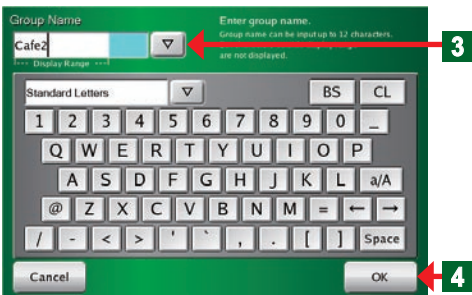 Group Name
Enter group name.
Group name can be input up to 12 characters.
Cafe2
Display Range
are not displayed.
3
Standard Letters
BS CL
1 2 3 4 5 6 7 8 9 0 _
Q W E R T Y U I O P
A S D F G H J K L a/A
@ Z X C V B N M = ← →
/ - < > ' ` , . [ ] Space
Cancel
OK
4